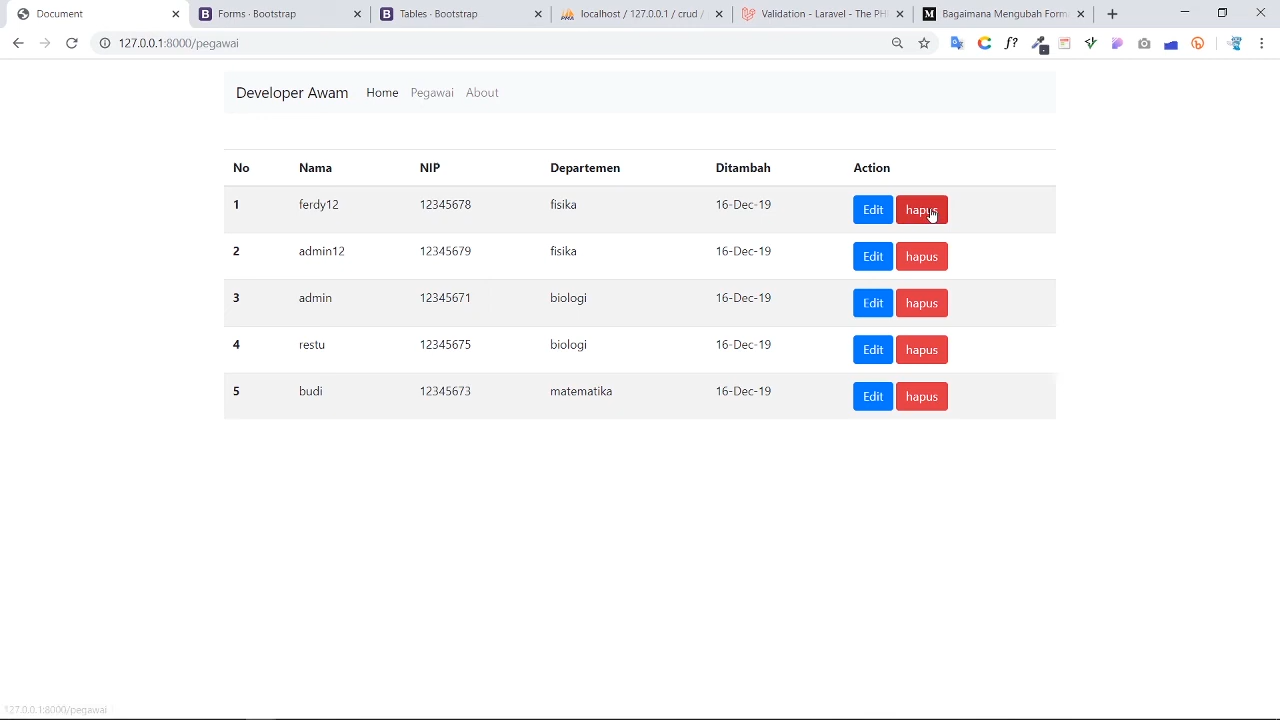 Document
Forms · Bootstrap
Tables · Bootstrap
localhost / 127.0.0.1 / crud /
Validation - Laravel - The PH
Bagaimana Mengubah Form
127.0.0.1:8000/pegawai
Developer Awam Home Pegawai About
No Nama NIP Departemen Ditambah Action
1 ferdy12 12345678 fisika 16-Dec-19 Edit hapus
2 admin12 12345679 fisika 16-Dec-19 Edit hapus
3 admin 12345671 biologi 16-Dec-19 Edit hapus
4 restu 12345675 biologi 16-Dec-19 Edit hapus
5 budi 12345673 matematika 16-Dec-19 Edit hapus
127.0.0.1:8000/pegawai